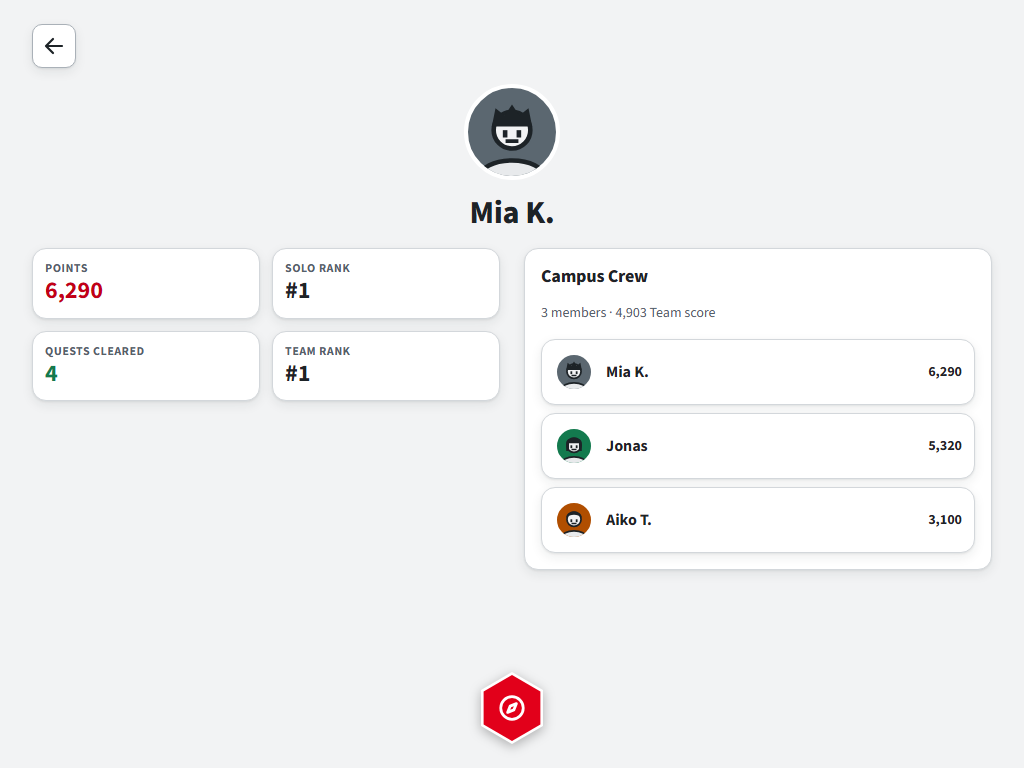 Mia K.
POINTS
6,290
SOLO RANK
#1
QUESTS CLEARED
4
TEAM RANK
#1
Campus Crew
3 members · 4,903 Team score
Mia K. 6,290
Jonas 5,320
Aiko T. 3,100